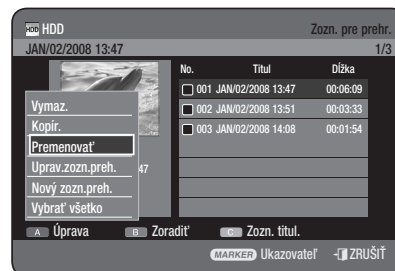 HDD HDD Zozn. pre prehr.
JAN/02/2008 13:47 1/3
No. Titul Dĺžka
001 JAN/02/2008 13:47 00:06:09
002 JAN/02/2008 13:51 00:03:33
003 JAN/02/2008 14:08 00:01:54
Vymaz.
Kopír.
Premenovať
Uprav.zozn.preh. 47
Nový zozn.preh.
Vybrať všetko
A Úprava B Zoradiť C Zozn. titul.
MARKER Ukazovateľ ZRUŠIŤ